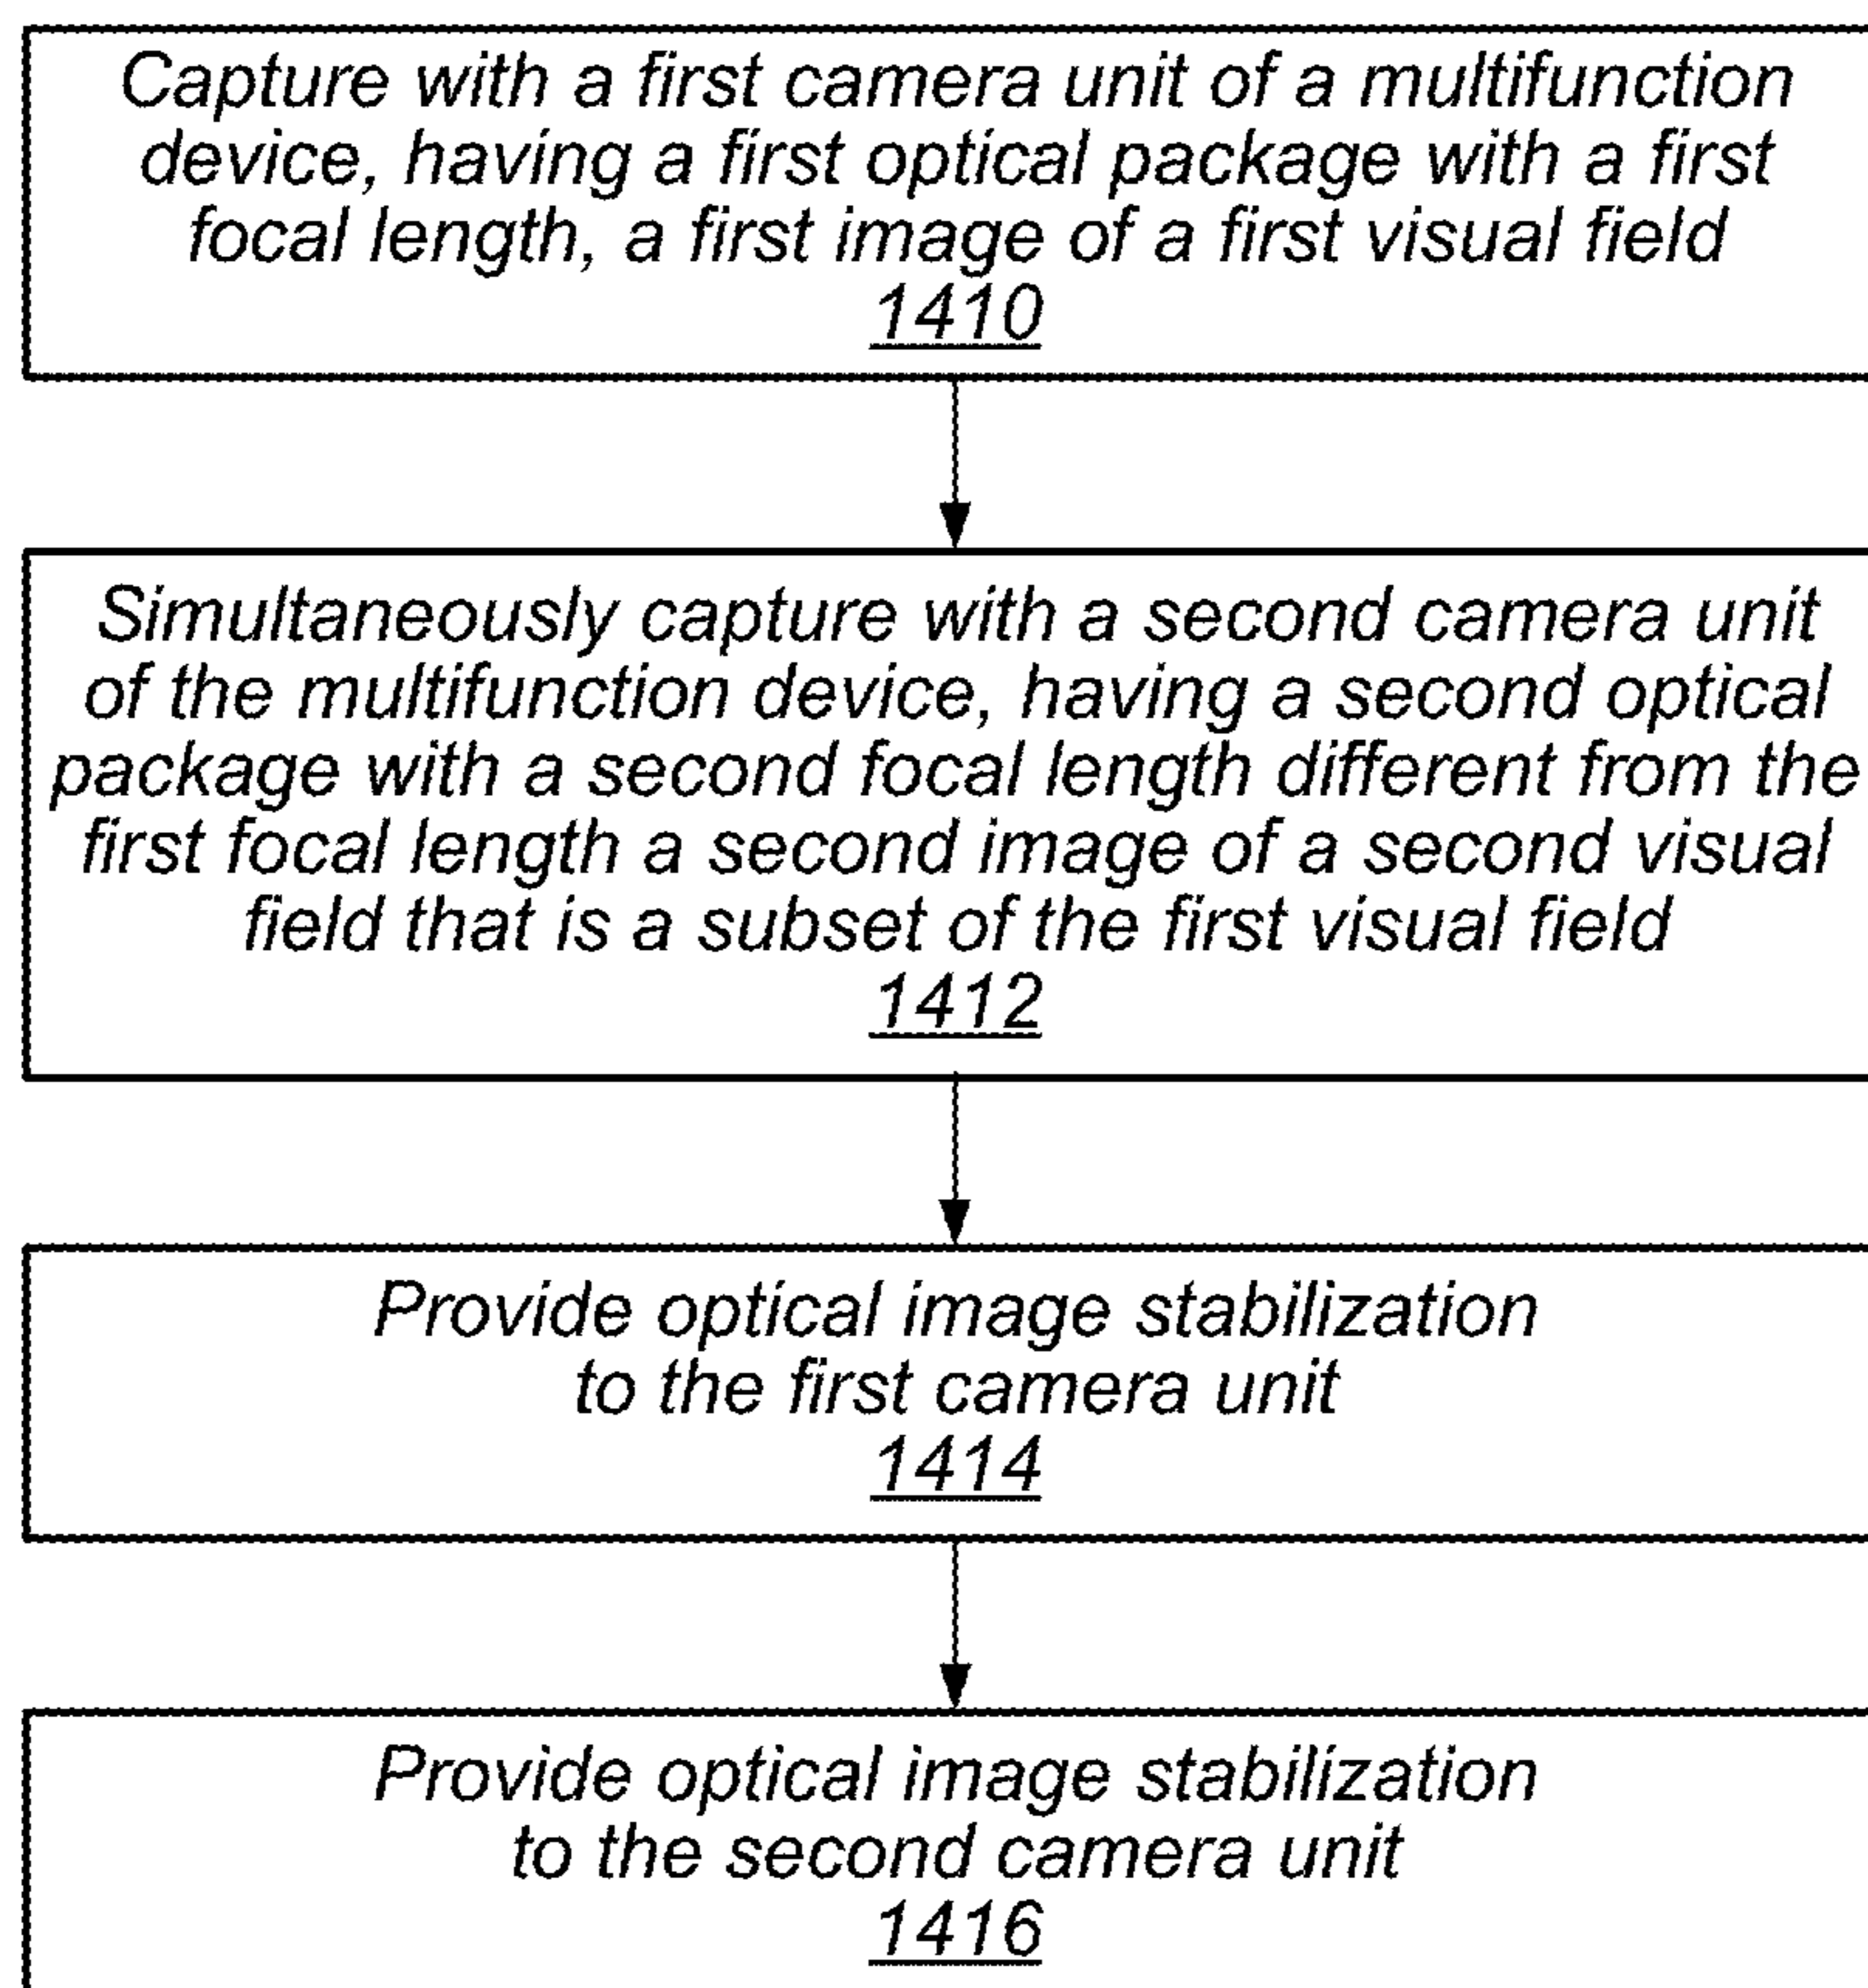 Capture with a first camera unit of a multifunction
device, having a first optical package with a first
focal length, a first image of a first visual field
1410
Simultaneously capture with a second camera unit
of the multifunction device, having a second optical
package with a second focal length different from the
first focal length a second image of a second visual
field that is a subset of the first visual field
1412
Provide optical image stabilization
to the first camera unit
1414
Provide optical image stabilization
to the second camera unit
1416